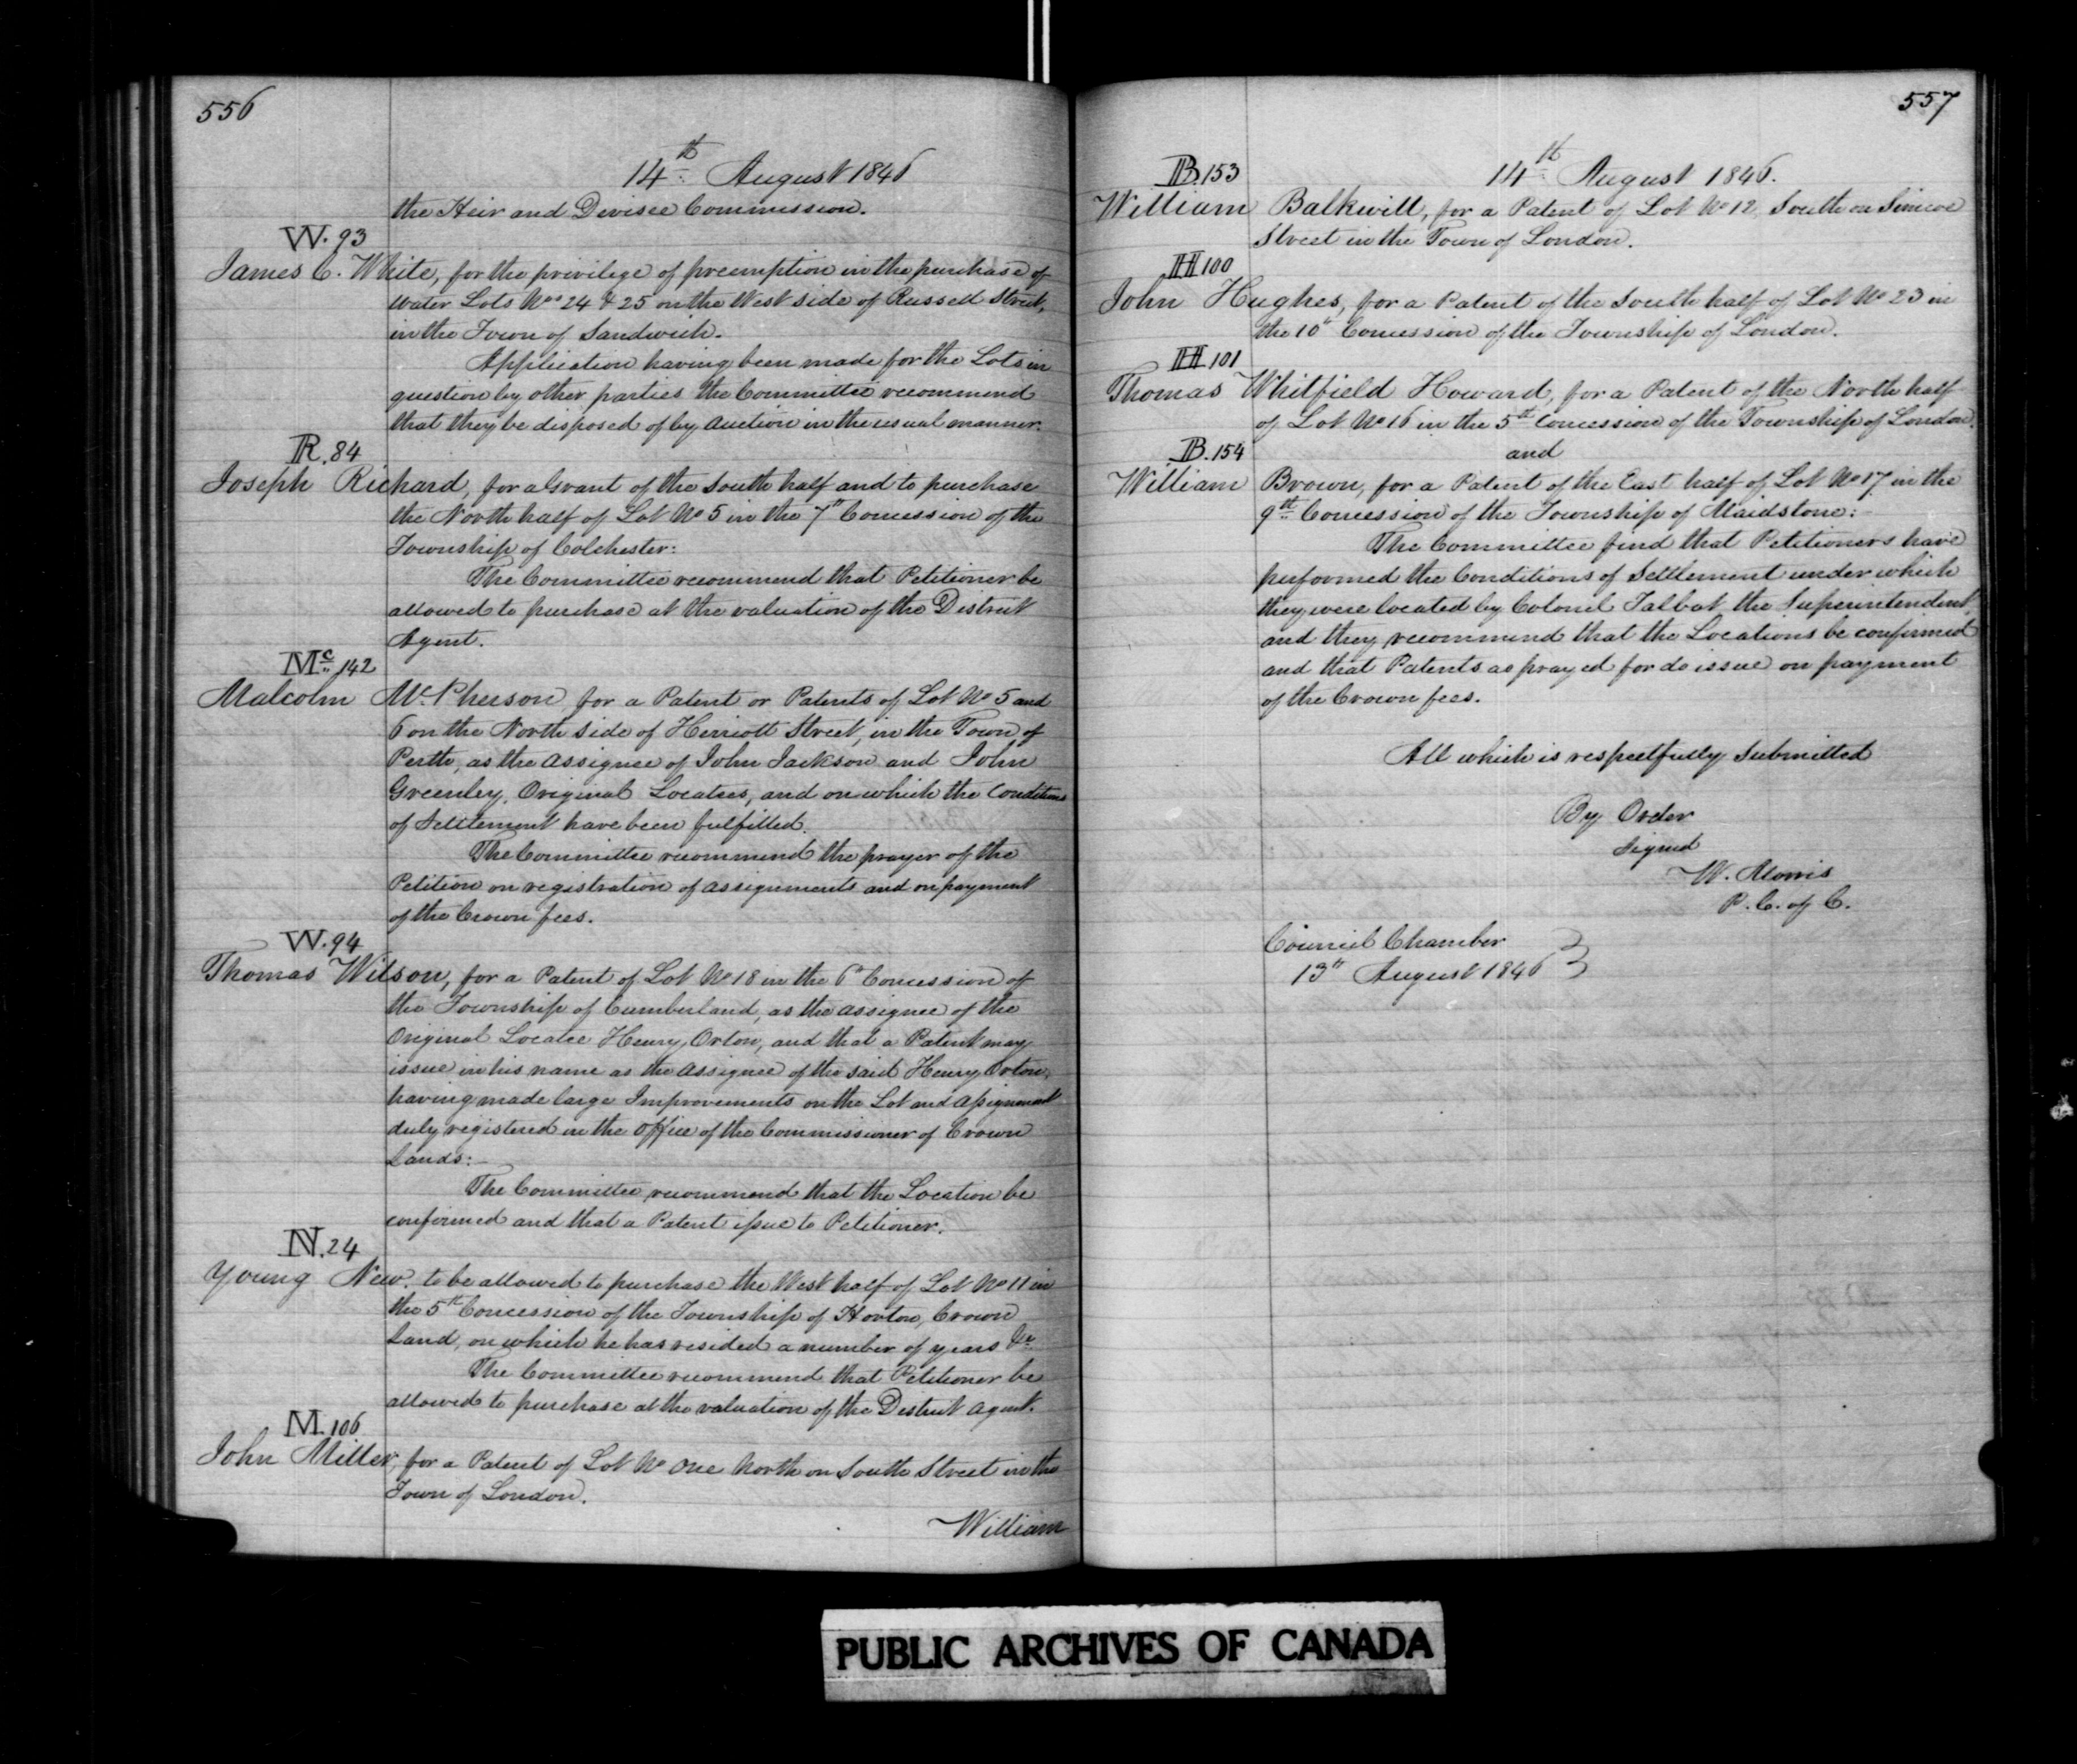 556
14th August 1846
the Heir and Devisee Commission.
W. 93
James C. White, for the privilege of preemption in the purchase of
Water Lots Nos 24 & 25 on the West side of Russell Street,
in the Town of Sandwich.
Application having been made for the Lots in
question by other parties the Committee recommend
that they be disposed of by Auction in the usual manner.
R. 84
Joseph Richard, for a Grant of the South half and to purchase
the North half of Lot No 5 in the 7th Concession of the
Township of Colchester:
The Committee recommend that Petitioner be
allowed to purchase at the valuation of the District
Agent.
Mc. 142
Malcolm McPherson for a Patent or Patents of Lot No 5 and
6 on the North side of Herriott Street, in the Town of
Perth, as the Assignee of John Jackson and John
Greenley, Original Locatees, and on which the Conditions
of Settlement have been fulfilled.
The Committee recommend the prayer of the
Petition on registration of assignments and on payment
of the Crown fees.
W. 94
Thomas Wilson, for a Patent of Lot No 18 in the 6th Concession of
the Township of Cumberland, as the Assignee of the
Original Locatee Henry Orton, and that a Patent may
issue in his name as the Assignee of the said Henry Orton,
having made large Improvements on the Lot and Assignment
duly registered in the Office of the Commissioner of Crown
Lands:
The Committee recommend that the Location be
confirmed and that a Patent issue to Petitioner.
N. 24
Young New, to be allowed to purchase the West half of Lot No 11 in
the 5th Concession of the Township of Horton, Crown
Land, on which he has resided a number of years &c
The Committee recommend that Petitioner be
allowed to purchase at the valuation of the District Agent.
M. 106
John Miller, for a Patent of Lot No One North on South Street in the
Town of London.
William
557
14th August 1846.
B. 153
William Balkwill, for a Patent of Lot No 12 South on Simcoe
Street in the Town of London.
H 100
John Hughes, for a Patent of the South half of Lot No 23 in
the 10th Concession of the Township of London.
H 101
Thomas Whitfield Howard, for a Patent of the North half
of Lot No 16 in the 5th Concession of the Township of London.
and
B. 154
William Brown, for a Patent of the East half of Lot No 17 in the
9th Concession of the Township of Maidstone:
The Committee find that Petitioners have
performed the Conditions of Settlement under which
they were located by Colonel Talbot the Superintendent,
and they recommend that the Locations be confirmed
and that Patents as prayed for do issue on payment
of the Crown fees.
All which is respectfully Submitted
By Order
Signed
W. Morris
P. C. of C.
Council Chamber
13th August 1846
PUBLIC ARCHIVES OF CANADA